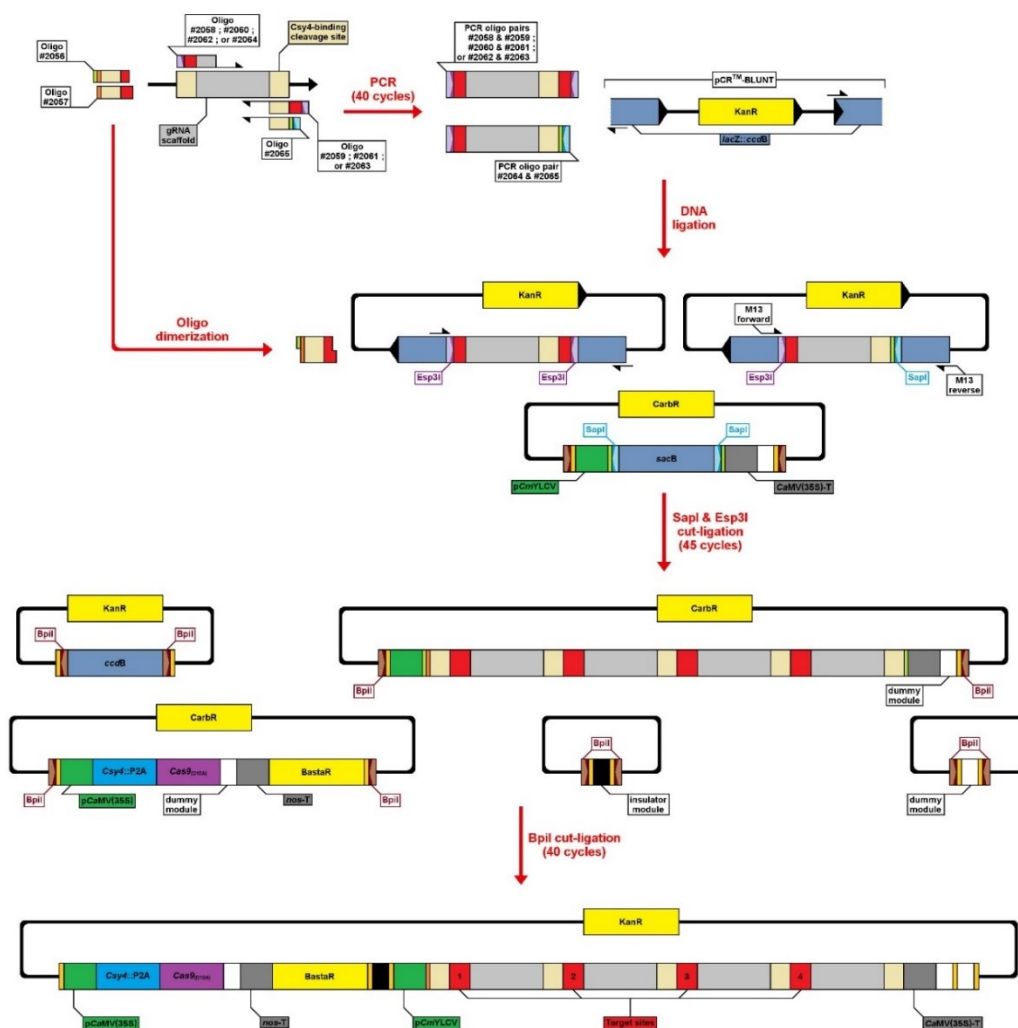 Oligo
#2056
Oligo
#2057
Oligo
#2058 ; #2060 ;
#2062 ; or #2064
Csy4-binding
cleavage site
gRNA
scaffold
Oligo
#2065
Oligo
#2059 ; #2061 ;
or #2063
PCR
(40 cycles)
PCR oligo pairs
#2058 & #2059 ;
#2060 & #2061 ;
or #2062 & #2063
PCR oligo pair
#2064 & #2065
pCR™-BLUNT
KanR
lacZ::ccdB
DNA
ligation
Oligo
dimerization
KanR
Esp3I
Esp3I
KanR
M13
forward
Esp3I
SapI
M13
reverse
CarbR
SapI
SapI
sacB
pCmYLCV
CaMV(35S)-T
SapI & Esp3I
cut-ligation
(45 cycles)
KanR
BpiI
BpiI
ccdB
CarbR
BpiI
dummy
module
BpiI
CarbR
Csy4::P2A
Cas9(D10A)
BastaR
BpiI
pCaMV(35S)
dummy
module
nos-T
BpiI
BpiI
insulator
module
BpiI
dummy
module
BpiI cut-ligation
(40 cycles)
KanR
Csy4::P2A
Cas9(D10A)
BastaR
1
2
3
4
pCaMV(35S)
nos-T
pCmYLCV
Target sites
CaMV(35S)-T